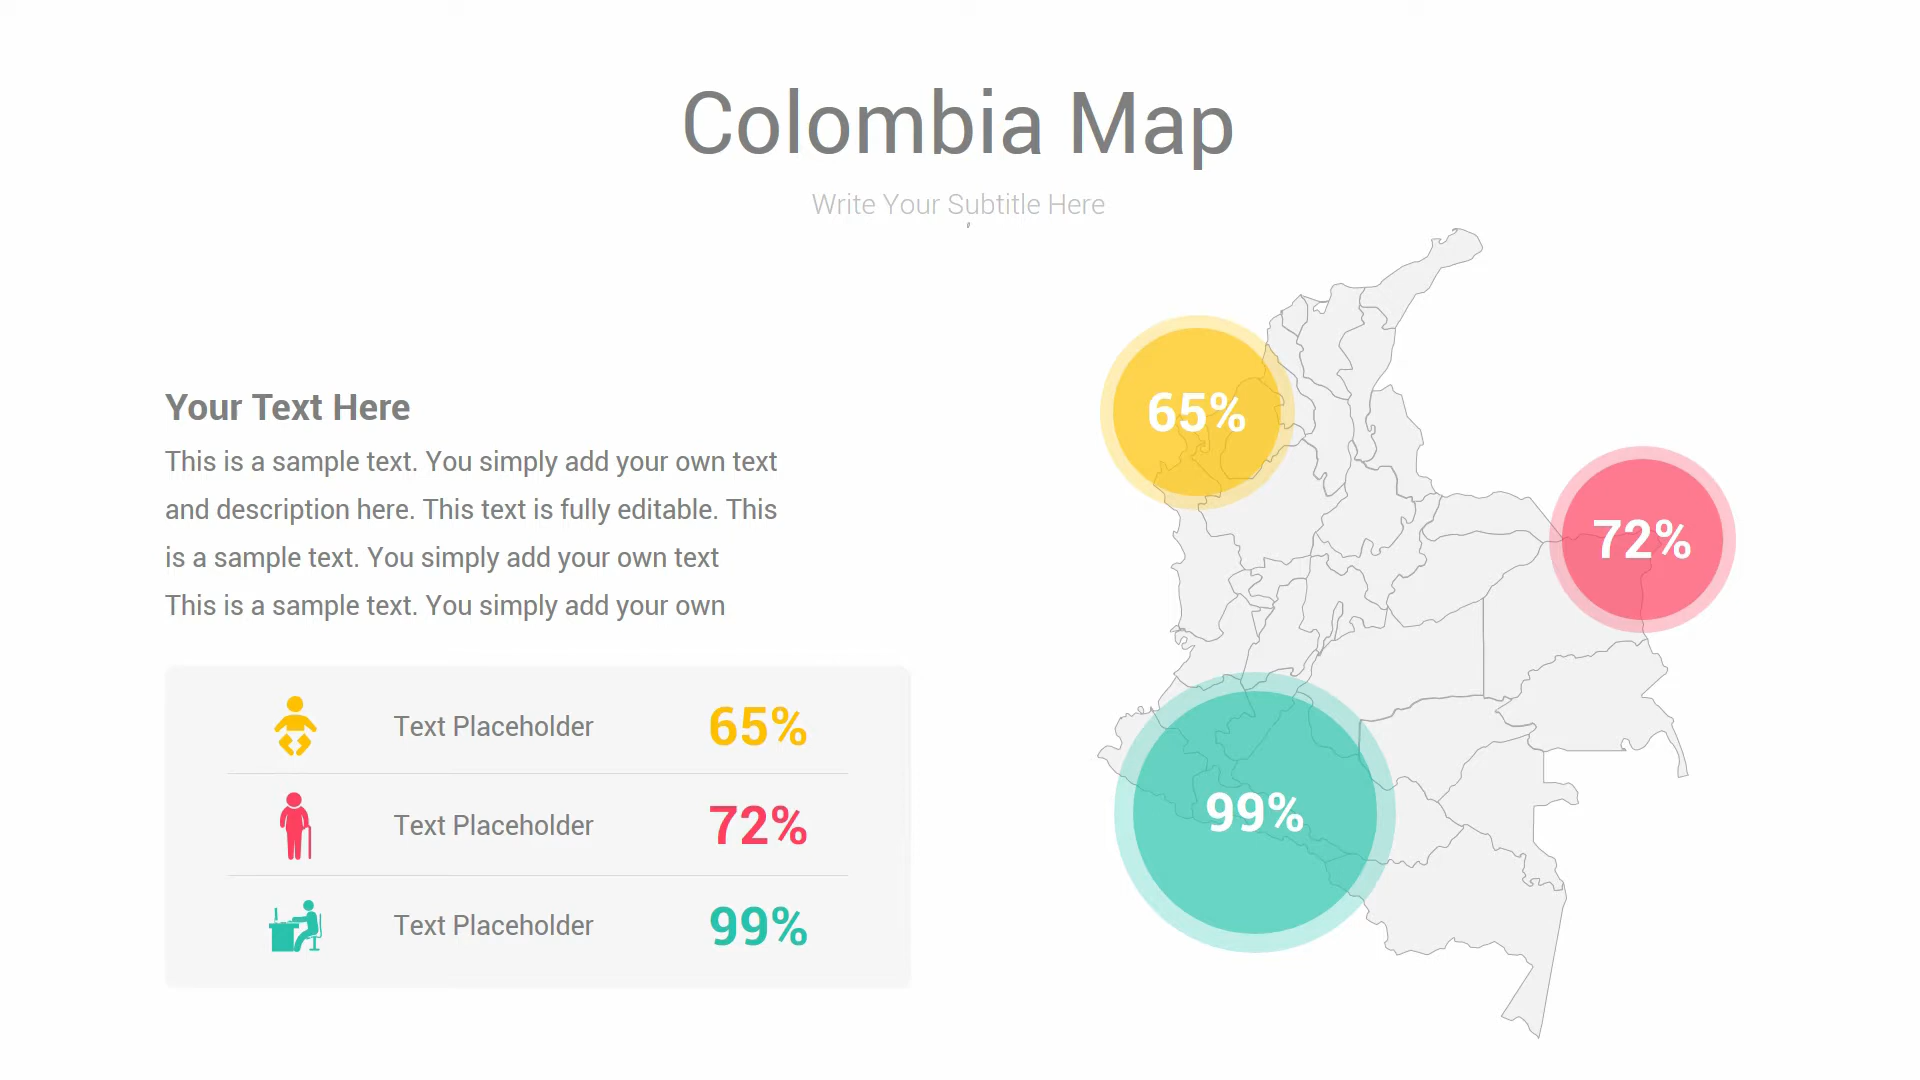 Colombia Map
Write Your Subtitle Here
Your Text Here
This is a sample text. You simply add your own text
and description here. This text is fully editable. This
is a sample text. You simply add your own text
This is a sample text. You simply add your own
Text Placeholder 65%
Text Placeholder 72%
Text Placeholder 99%
65%
72%
99%